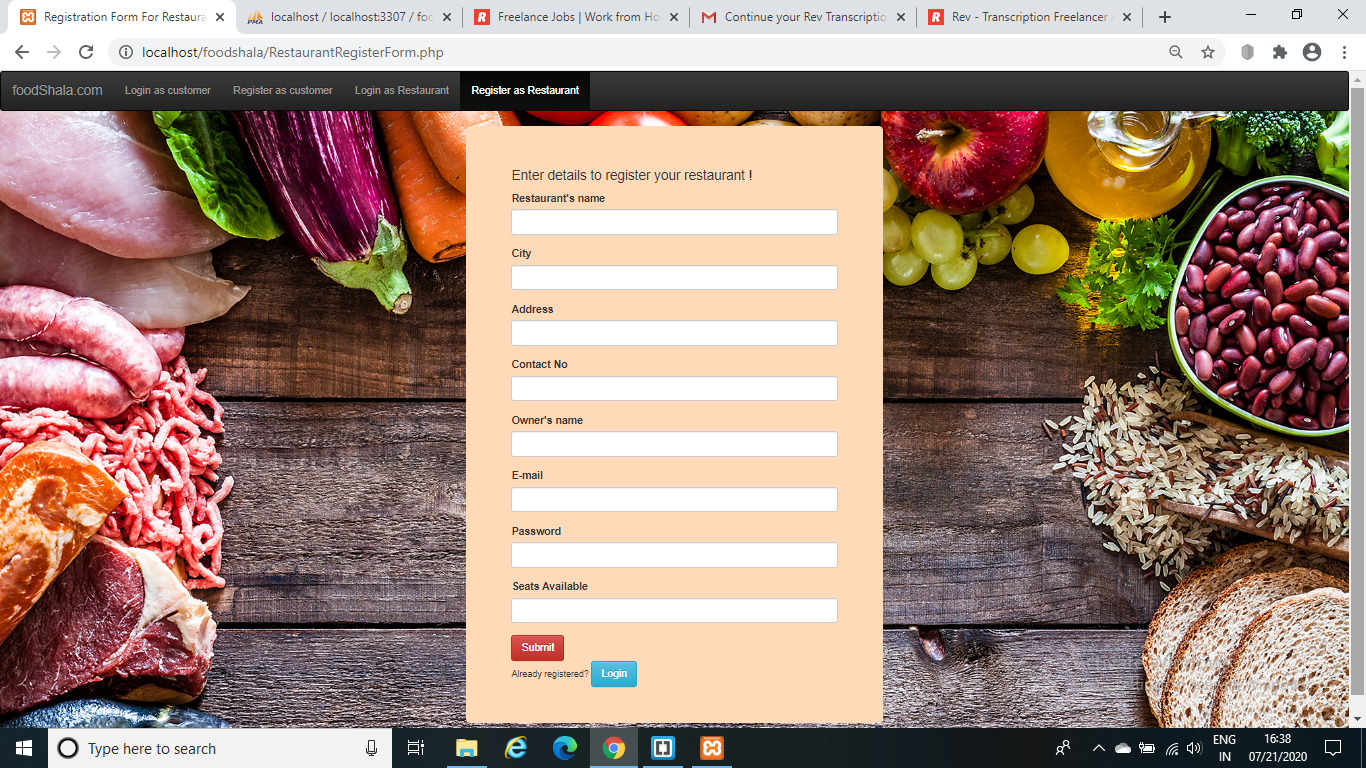 Registration Form For Restaura
localhost / localhost:3307 / foo
Freelance Jobs | Work from Ho
Continue your Rev Transcriptio
Rev - Transcription Freelancer A
localhost/foodshala/RestaurantRegisterForm.php
foodShala.com Login as customer Register as customer Login as Restaurant Register as Restaurant
Enter details to register your restaurant !
Restaurant's name
City
Address
Contact No
Owner's name
E-mail
Password
Seats Available
Submit
Already registered? Login
Type here to search
ENG
IN
16:38
07/21/2020